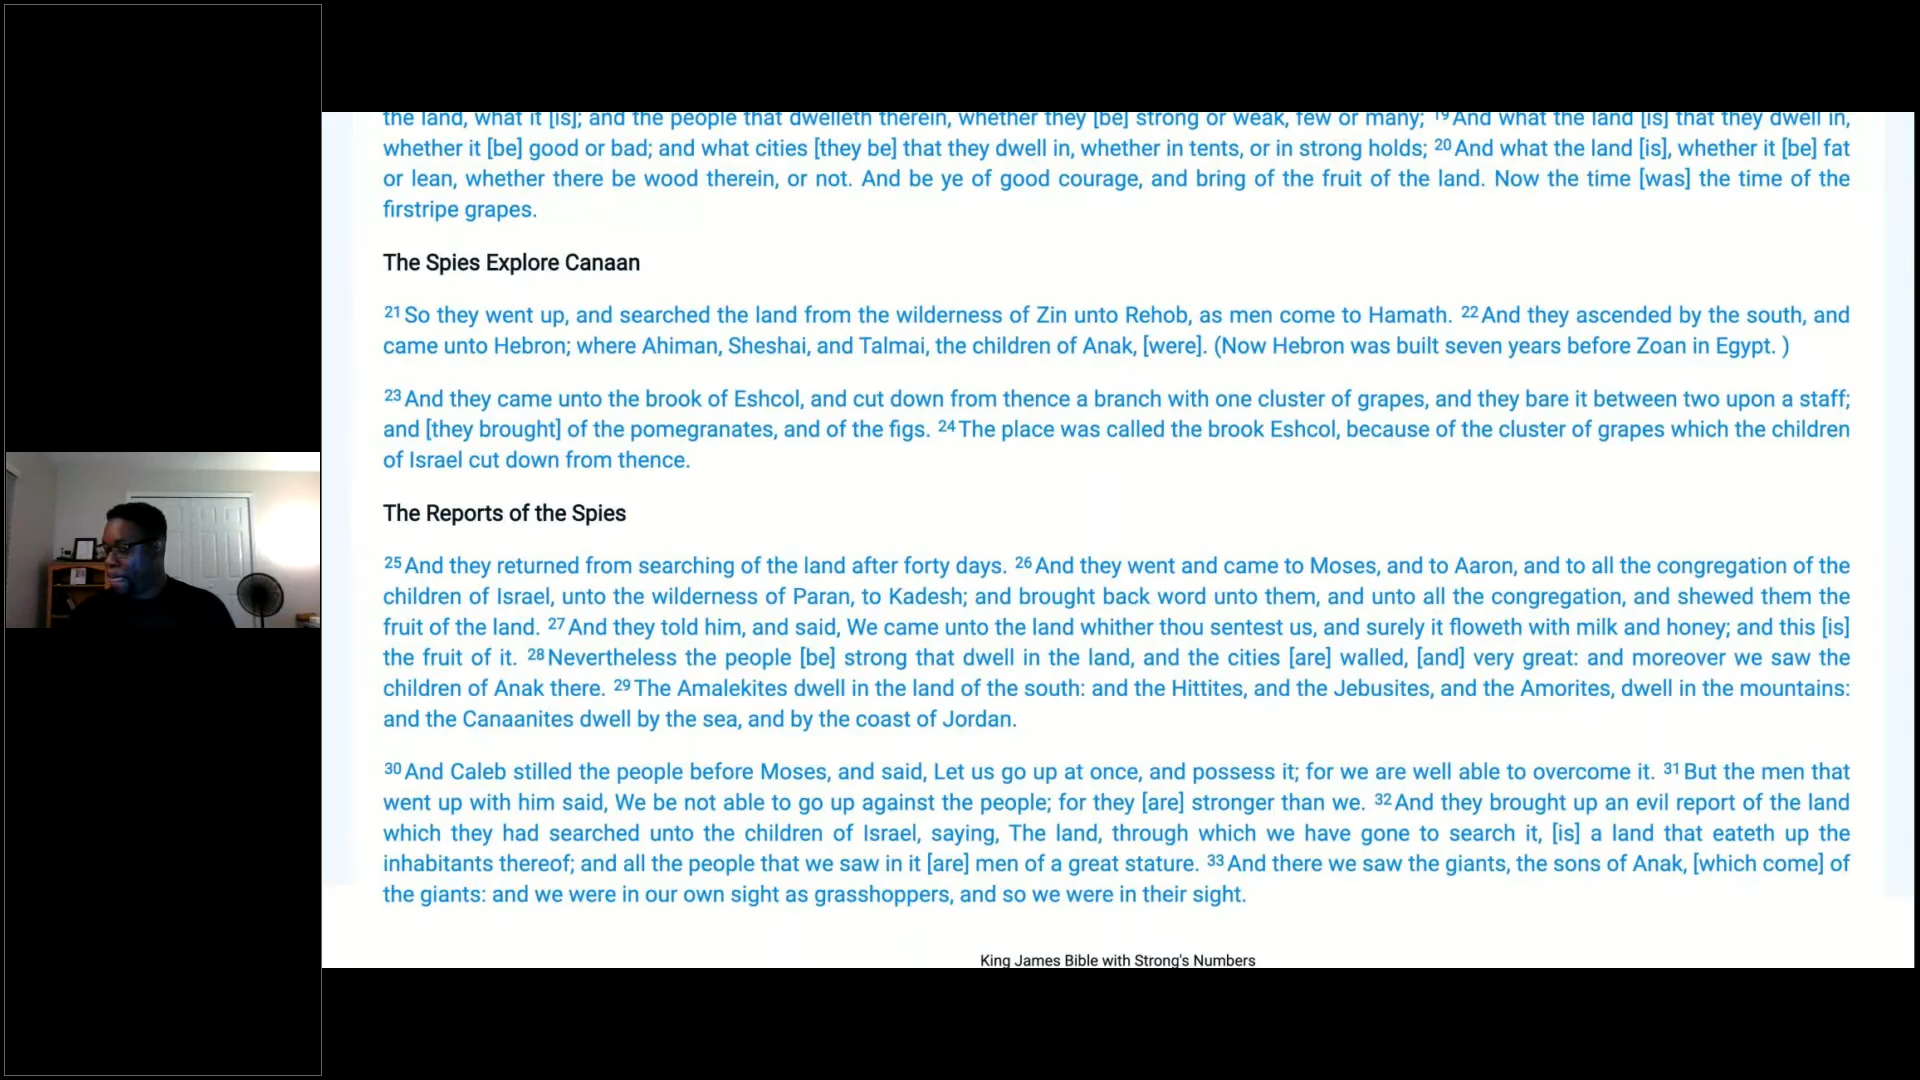 the land, what it [is]; and the people that dwelleth therein, whether they [be] strong or weak, few or many; 19 And what the land [is] that they dwell in,
whether it [be] good or bad; and what cities [they be] that they dwell in, whether in tents, or in strong holds; 20 And what the land [is], whether it [be] fat
or lean, whether there be wood therein, or not. And be ye of good courage, and bring of the fruit of the land. Now the time [was] the time of the
firstripe grapes.
The Spies Explore Canaan
21 So they went up, and searched the land from the wilderness of Zin unto Rehob, as men come to Hamath. 22 And they ascended by the south, and
came unto Hebron; where Ahiman, Sheshai, and Talmai, the children of Anak, [were]. (Now Hebron was built seven years before Zoan in Egypt. )
23 And they came unto the brook of Eshcol, and cut down from thence a branch with one cluster of grapes, and they bare it between two upon a staff;
and [they brought] of the pomegranates, and of the figs. 24 The place was called the brook Eshcol, because of the cluster of grapes which the children
of Israel cut down from thence.
The Reports of the Spies
25 And they returned from searching of the land after forty days. 26 And they went and came to Moses, and to Aaron, and to all the congregation of the
children of Israel, unto the wilderness of Paran, to Kadesh; and brought back word unto them, and unto all the congregation, and shewed them the
fruit of the land. 27 And they told him, and said, We came unto the land whither thou sentest us, and surely it floweth with milk and honey; and this [is]
the fruit of it. 28 Nevertheless the people [be] strong that dwell in the land, and the cities [are] walled, [and] very great: and moreover we saw the
children of Anak there. 29 The Amalekites dwell in the land of the south: and the Hittites, and the Jebusites, and the Amorites, dwell in the mountains:
and the Canaanites dwell by the sea, and by the coast of Jordan.
30 And Caleb stilled the people before Moses, and said, Let us go up at once, and possess it; for we are well able to overcome it. 31 But the men that
went up with him said, We be not able to go up against the people; for they [are] stronger than we. 32 And they brought up an evil report of the land
which they had searched unto the children of Israel, saying, The land, through which we have gone to search it, [is] a land that eateth up the
inhabitants thereof; and all the people that we saw in it [are] men of a great stature. 33 And there we saw the giants, the sons of Anak, [which come] of
the giants: and we were in our own sight as grasshoppers, and so we were in their sight.
King James Bible with Strong's Numbers